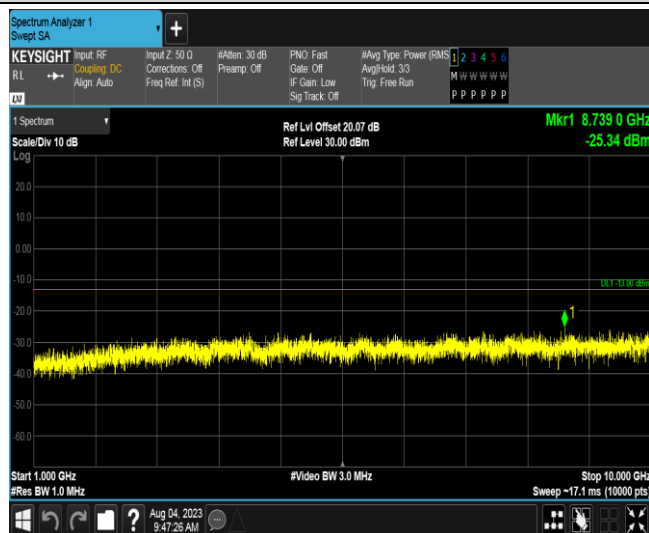 Spectrum Analyzer 1
Swept SA
+
KEYSIGHT
RL
LXI
Input: RF
Coupling: DC
Align: Auto
Input Z: 50 Ω
Corrections: Off
Freq Ref: Int (S)
#Atten: 30 dB
Preamp: Off
PNO: Fast
Gate: Off
IF Gain: Low
Sig Track: Off
#Avg Type: Power (RMS
Avg|Hold: 3/3
Trig: Free Run
1 2 3 4 5 6
M W W W W W
P P P P P P
1 Spectrum
Scale/Div 10 dB
Ref Lvl Offset 20.07 dB
Ref Level 30.00 dBm
Mkr1 8.739 0 GHz
-25.34 dBm
Log
20.0
10.0
0.00
-10.0
DL1 -13.00 dBm
-20.0
1
-30.0
-40.0
-50.0
-60.0
Start 1.000 GHz
#Res BW 1.0 MHz
#Video BW 3.0 MHz
Stop 10.000 GHz
Sweep ~17.1 ms (10000 pts)
?
Aug 04, 2023
9:47:26 AM